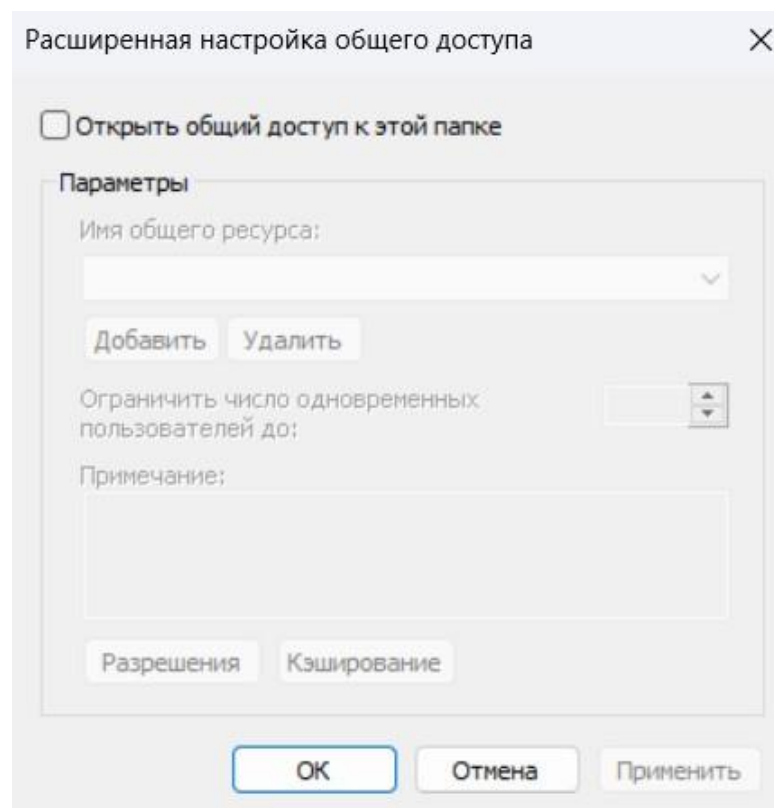 Расширенная настройка общего доступа
Открыть общий доступ к этой папке
Параметры
Имя общего ресурса:
Добавить Удалить
Ограничить число одновременных
пользователей до:
Примечание:
Разрешения Кэширование
ОК Отмена Применить